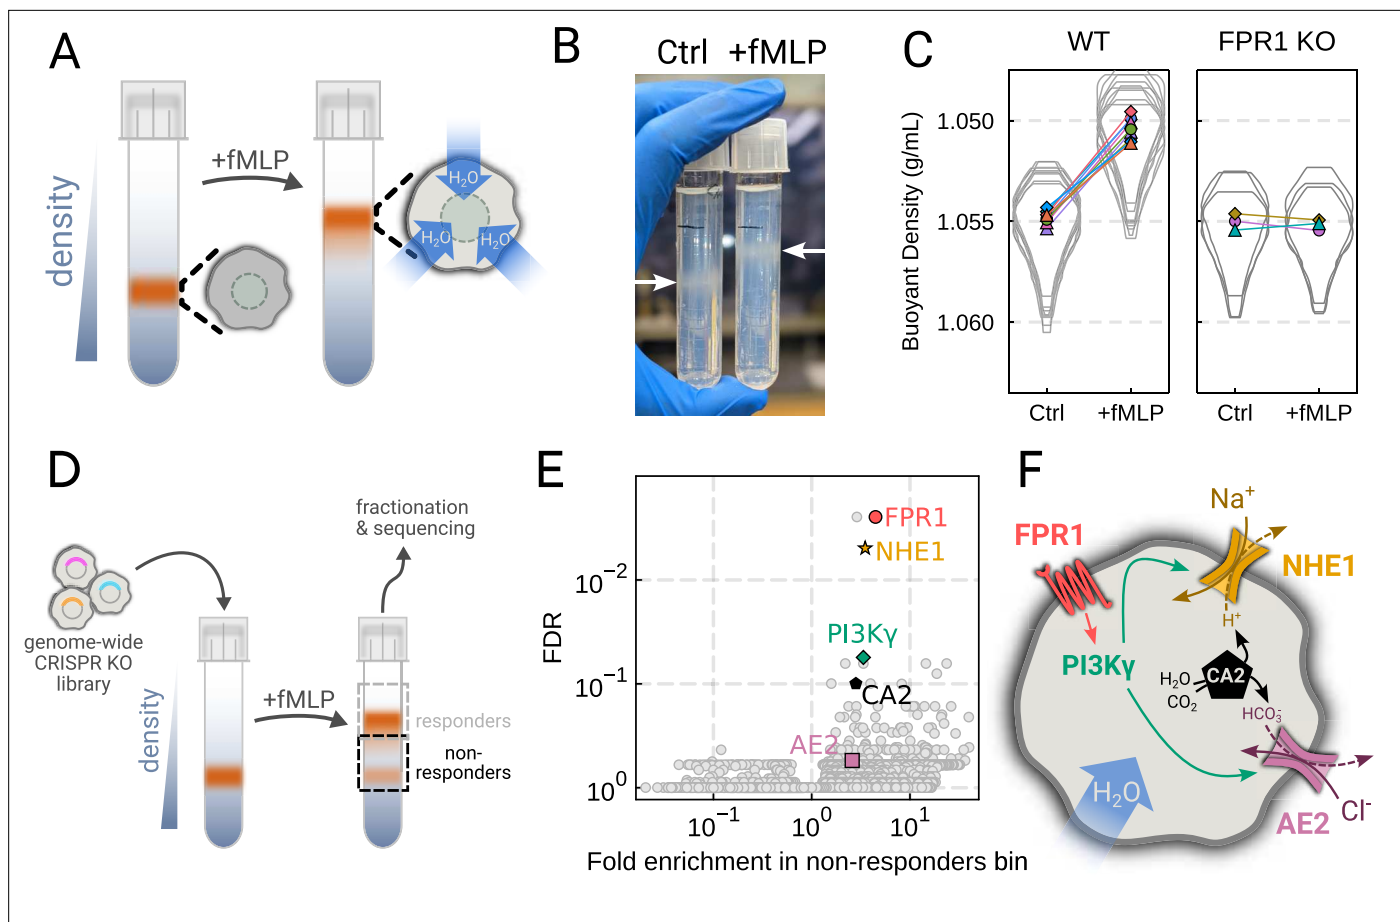 A
+fMLP
density
H₂O
H₂O
H₂O
B
Ctrl +fMLP
C
WT
FPR1 KO
Buoyant Density (g/mL)
1.050
1.055
1.060
Ctrl
+fMLP
Ctrl
+fMLP
D
genome-wide
CRISPR KO
library
density
+fMLP
fractionation
& sequencing
responders
non-
responders
E
FDR
10⁻²
10⁻¹
10⁰
FPR1
NHE1
PI3Kγ
CA2
AE2
10⁻¹
10⁰
10¹
Fold enrichment in non-responders bin
F
FPR1
Na⁺
NHE1
H⁺
PI3Kγ
H₂O
CO₂
CA2
HCO₃⁻
H₂O
AE2
Cl⁻